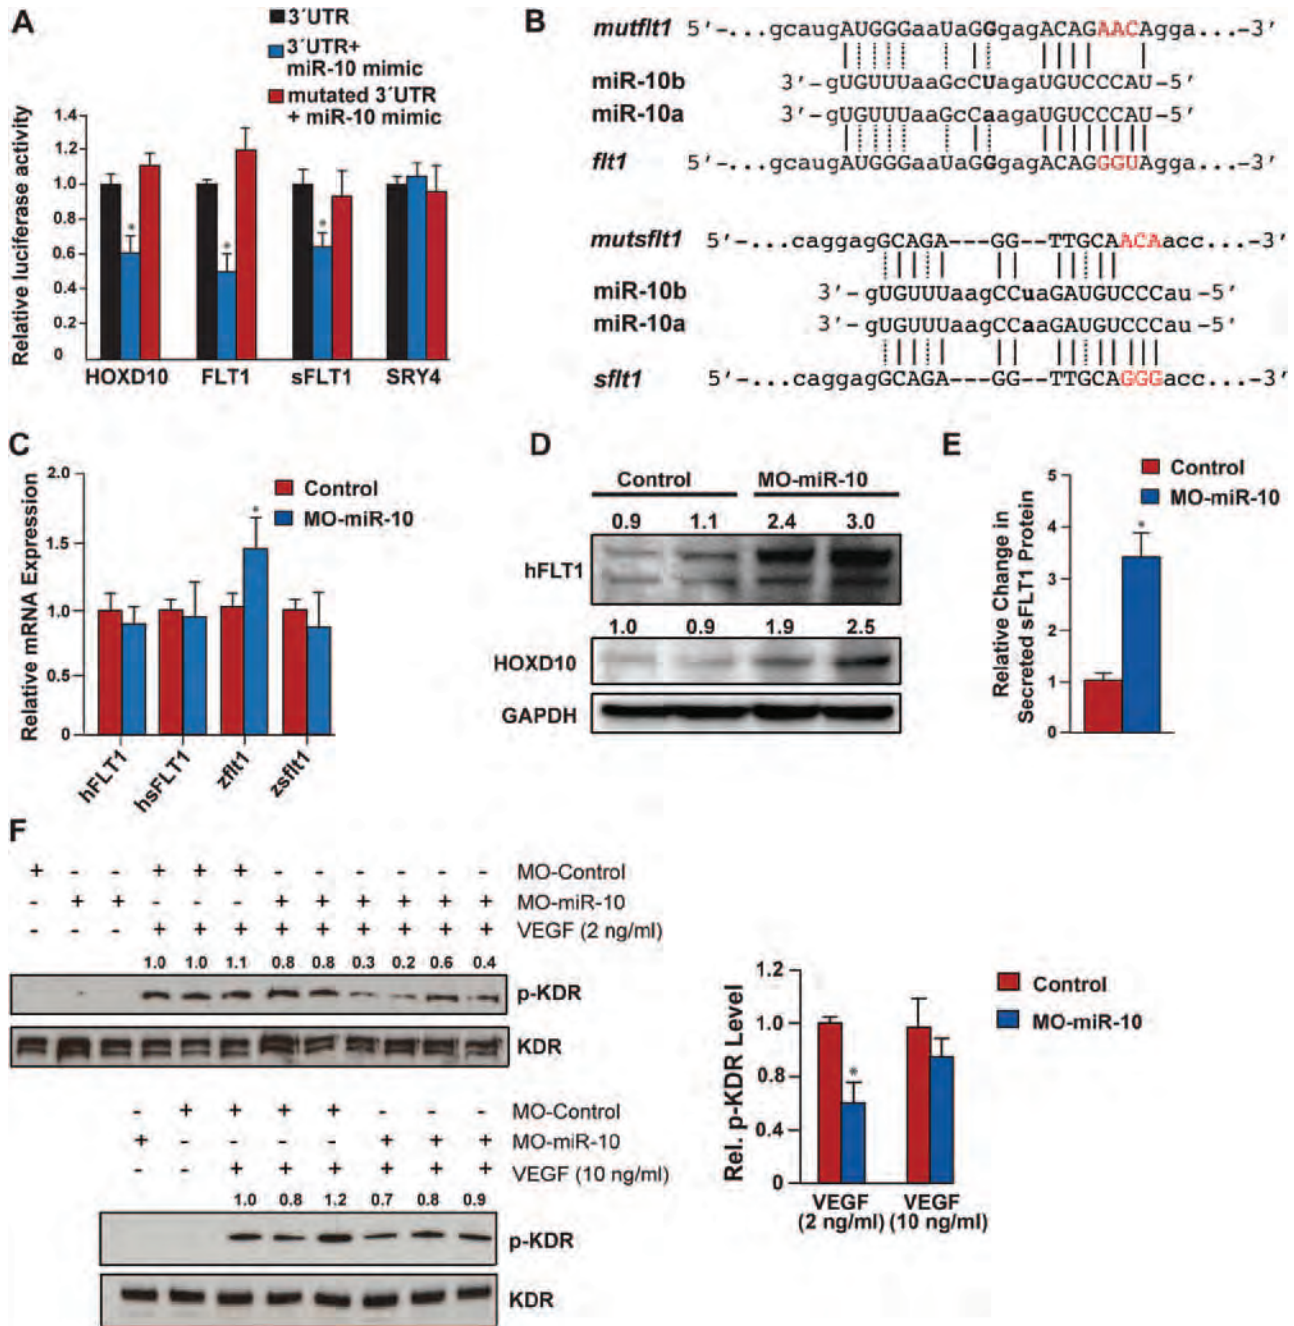 A
3´UTR
3´UTR+
miR-10 mimic
mutated 3´UTR
+ miR-10 mimic
Relative luciferase activity
1.4
1.2
1.0
0.8
0.6
0.4
0.2
0
* * *
HOXD10 FLT1 sFLT1 SRY4
B
mutflt1 5´-...gcaugAUGGGaaUaGGgagACAGAACAgga...-3´
miR-10b 3´-gUGUUUaaGcCUagaUGUCCCAU-5´
miR-10a 3´-gUGUUUaaGcCaagaUGUCCCAU-5´
flt1 5´-...gcaugAUGGGaaUaGGgagACAGGGUAgga...-3´
mutsflt1 5´-...caggagGCAGA---GG--TTGCAACAacc...-3´
miR-10b 3´-gUGUUUaagCCuaGAUGUCCCau-5´
miR-10a 3´-gUGUUUaagCCaaGAUGUCCCau-5´
sflt1 5´-...caggagGCAGA---GG--TTGCAGGGacc...-3´
C
Relative mRNA Expression
2.0
1.5
1.0
0.5
0
Control
MO-miR-10
*
hFLT1 hsFLT1 zflt1 zsflt1
D
Control MO-miR-10
0.9 1.1 2.4 3.0
hFLT1
1.0 0.9 1.9 2.5
HOXD10
GAPDH
E
Control
MO-miR-10
Relative Change in
Secreted sFLT1 Protein
5
4
3
2
1
0
*
F
+ - - + + + - - - - - - MO-Control
- + + - - - + + + + + + MO-miR-10
- - - + + + + + + + + + VEGF (2 ng/ml)
1.0 1.0 1.1 0.8 0.8 0.3 0.2 0.6 0.4
p-KDR
KDR
- + + + + - - - MO-Control
+ - - - - + + + MO-miR-10
- - + + + + + + VEGF (10 ng/ml)
1.0 0.8 1.2 0.7 0.8 0.9
p-KDR
KDR
Rel. p-KDR Level
1.2
1.0
0.8
0.4
0
*
Control
MO-miR-10
VEGF VEGF
(2 ng/ml) (10 ng/ml)